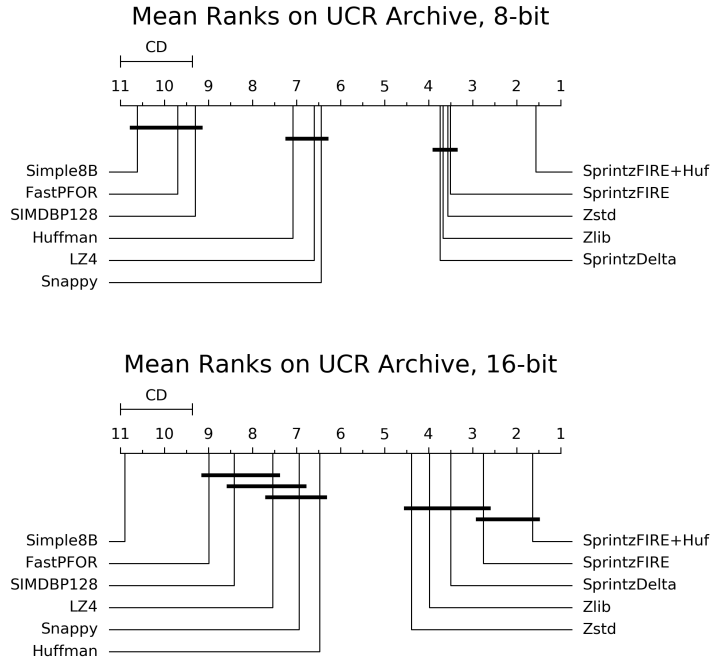 Mean Ranks on UCR Archive, 8-bit
CD
11 10 9 8 7 6 5 4 3 2 1
Simple8B SprintzFIRE+Huf
FastPFOR SprintzFIRE
SIMDBP128 Zstd
Huffman Zlib
LZ4 SprintzDelta
Snappy
Mean Ranks on UCR Archive, 16-bit
CD
11 10 9 8 7 6 5 4 3 2 1
Simple8B SprintzFIRE+Huf
FastPFOR SprintzFIRE
SIMDBP128 SprintzDelta
LZ4 Zlib
Snappy Zstd
Huffman